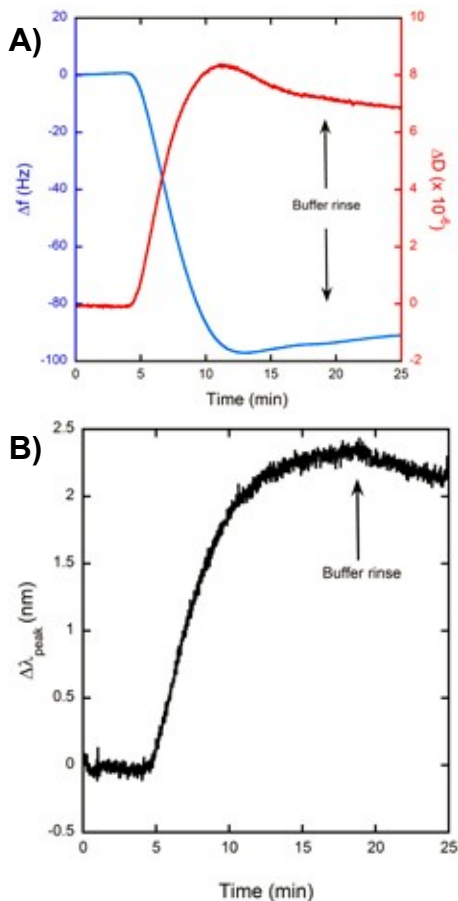 A)
0
-20
-40
-60
-80
-100
Δf (Hz)
10
8
6
4
2
0
-2
ΔD (x 10-6)
Buffer rinse
0 5 10 15 20 25
Time (min)
B)
2.5
2
1.5
1
0.5
0
-0.5
Δλpeak (nm)
Buffer rinse
0 5 10 15 20 25
Time (min)